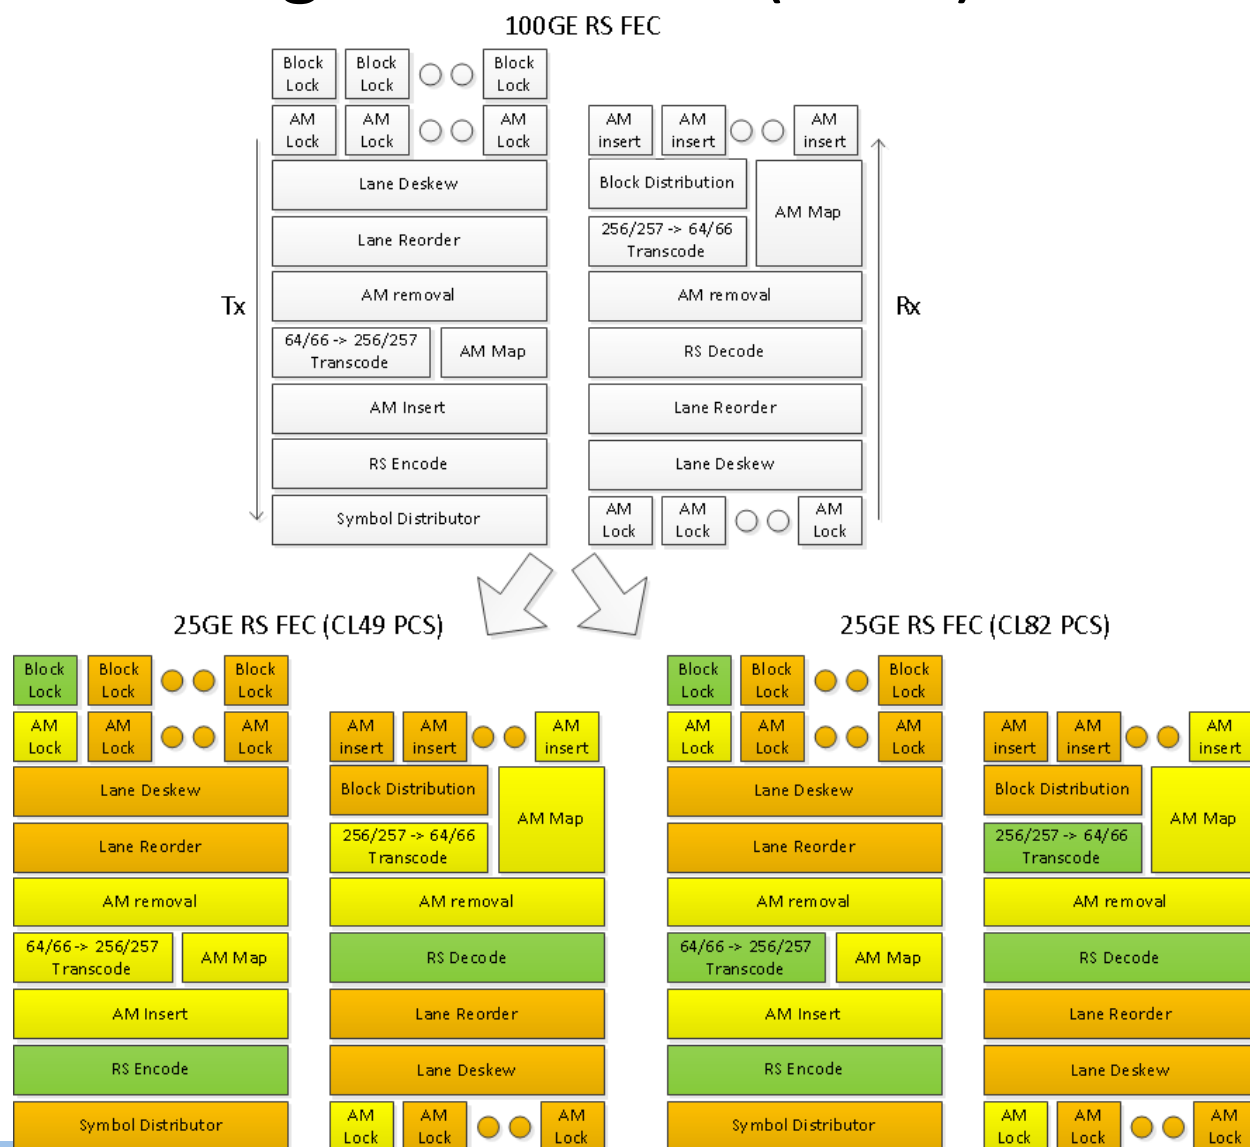 100GE RS FEC
Block Lock
Block Lock
Block Lock
AM Lock
AM Lock
AM Lock
Lane Deskew
Lane Reorder
AM removal
64/66 -> 256/257 Transcode
AM Map
AM Insert
RS Encode
Symbol Distributor
Tx
AM insert
AM insert
AM insert
Block Distribution
AM Map
256/257 -> 64/66 Transcode
AM removal
RS Decode
Lane Reorder
Lane Deskew
AM Lock
AM Lock
AM Lock
Rx
25GE RS FEC (CL49 PCS)
Block Lock
Block Lock
Block Lock
AM Lock
AM Lock
AM Lock
Lane Deskew
Lane Reorder
AM removal
64/66 -> 256/257 Transcode
AM Map
AM Insert
RS Encode
Symbol Distributor
AM insert
AM insert
AM insert
Block Distribution
AM Map
256/257 -> 64/66 Transcode
AM removal
RS Decode
Lane Reorder
Lane Deskew
AM Lock
AM Lock
AM Lock
25GE RS FEC (CL82 PCS)
Block Lock
Block Lock
Block Lock
AM Lock
AM Lock
AM Lock
Lane Deskew
Lane Reorder
AM removal
64/66 -> 256/257 Transcode
AM Map
AM Insert
RS Encode
Symbol Distributor
AM insert
AM insert
AM insert
Block Distribution
AM Map
256/257 -> 64/66 Transcode
AM removal
RS Decode
Lane Reorder
Lane Deskew
AM Lock
AM Lock
AM Lock